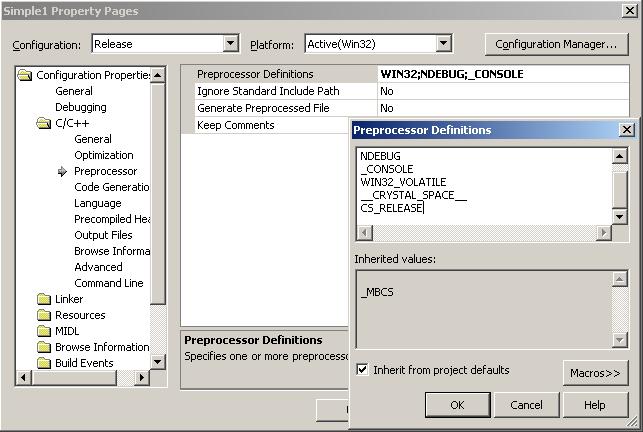 Simple1 Property Pages
Configuration: Release Platform: Active(Win32) Configuration Manager...
Configuration Properties
General
Debugging
C/C++
General
Optimization
Preprocessor
Code Generatio
Language
Precompiled Hea
Output Files
Browse Informa
Advanced
Command Line
Linker
Resources
MIDL
Browse Information
Build Events
Preprocessor Definitions WIN32;NDEBUG;_CONSOLE
Ignore Standard Include Path No
Generate Preprocessed File No
Keep Comments
Preprocessor Definitions
Specifies one or more preprocesso
Preprocessor Definitions
NDEBUG
_CONSOLE
WIN32_VOLATILE
__CRYSTAL_SPACE__
CS_RELEASE
Inherited values:
_MBCS
Inherit from project defaults
Macros>>
OK Cancel Help